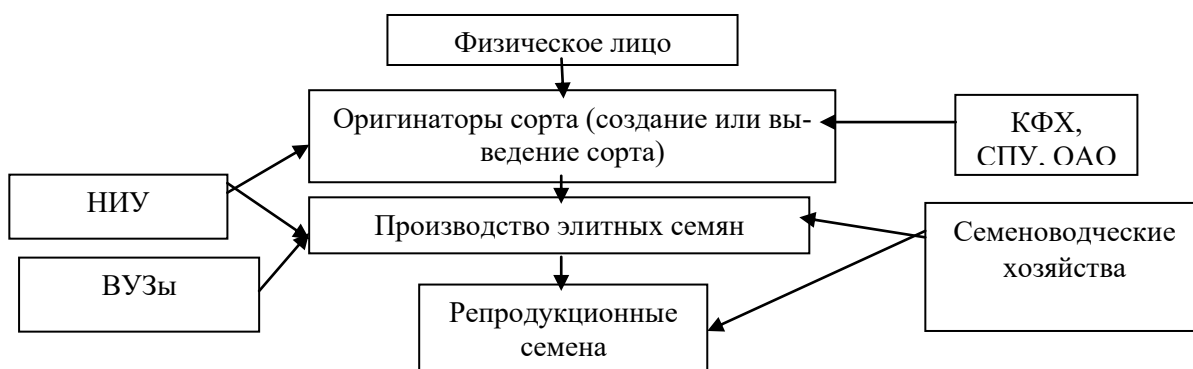 Физическое лицо
Оригинаторы сорта (создание или вы-
ведение сорта)
КФХ,
СПУ, ОАО
НИУ
Производство элитных семян
Семеноводческие
хозяйства
ВУЗы
Репродукционные
семена